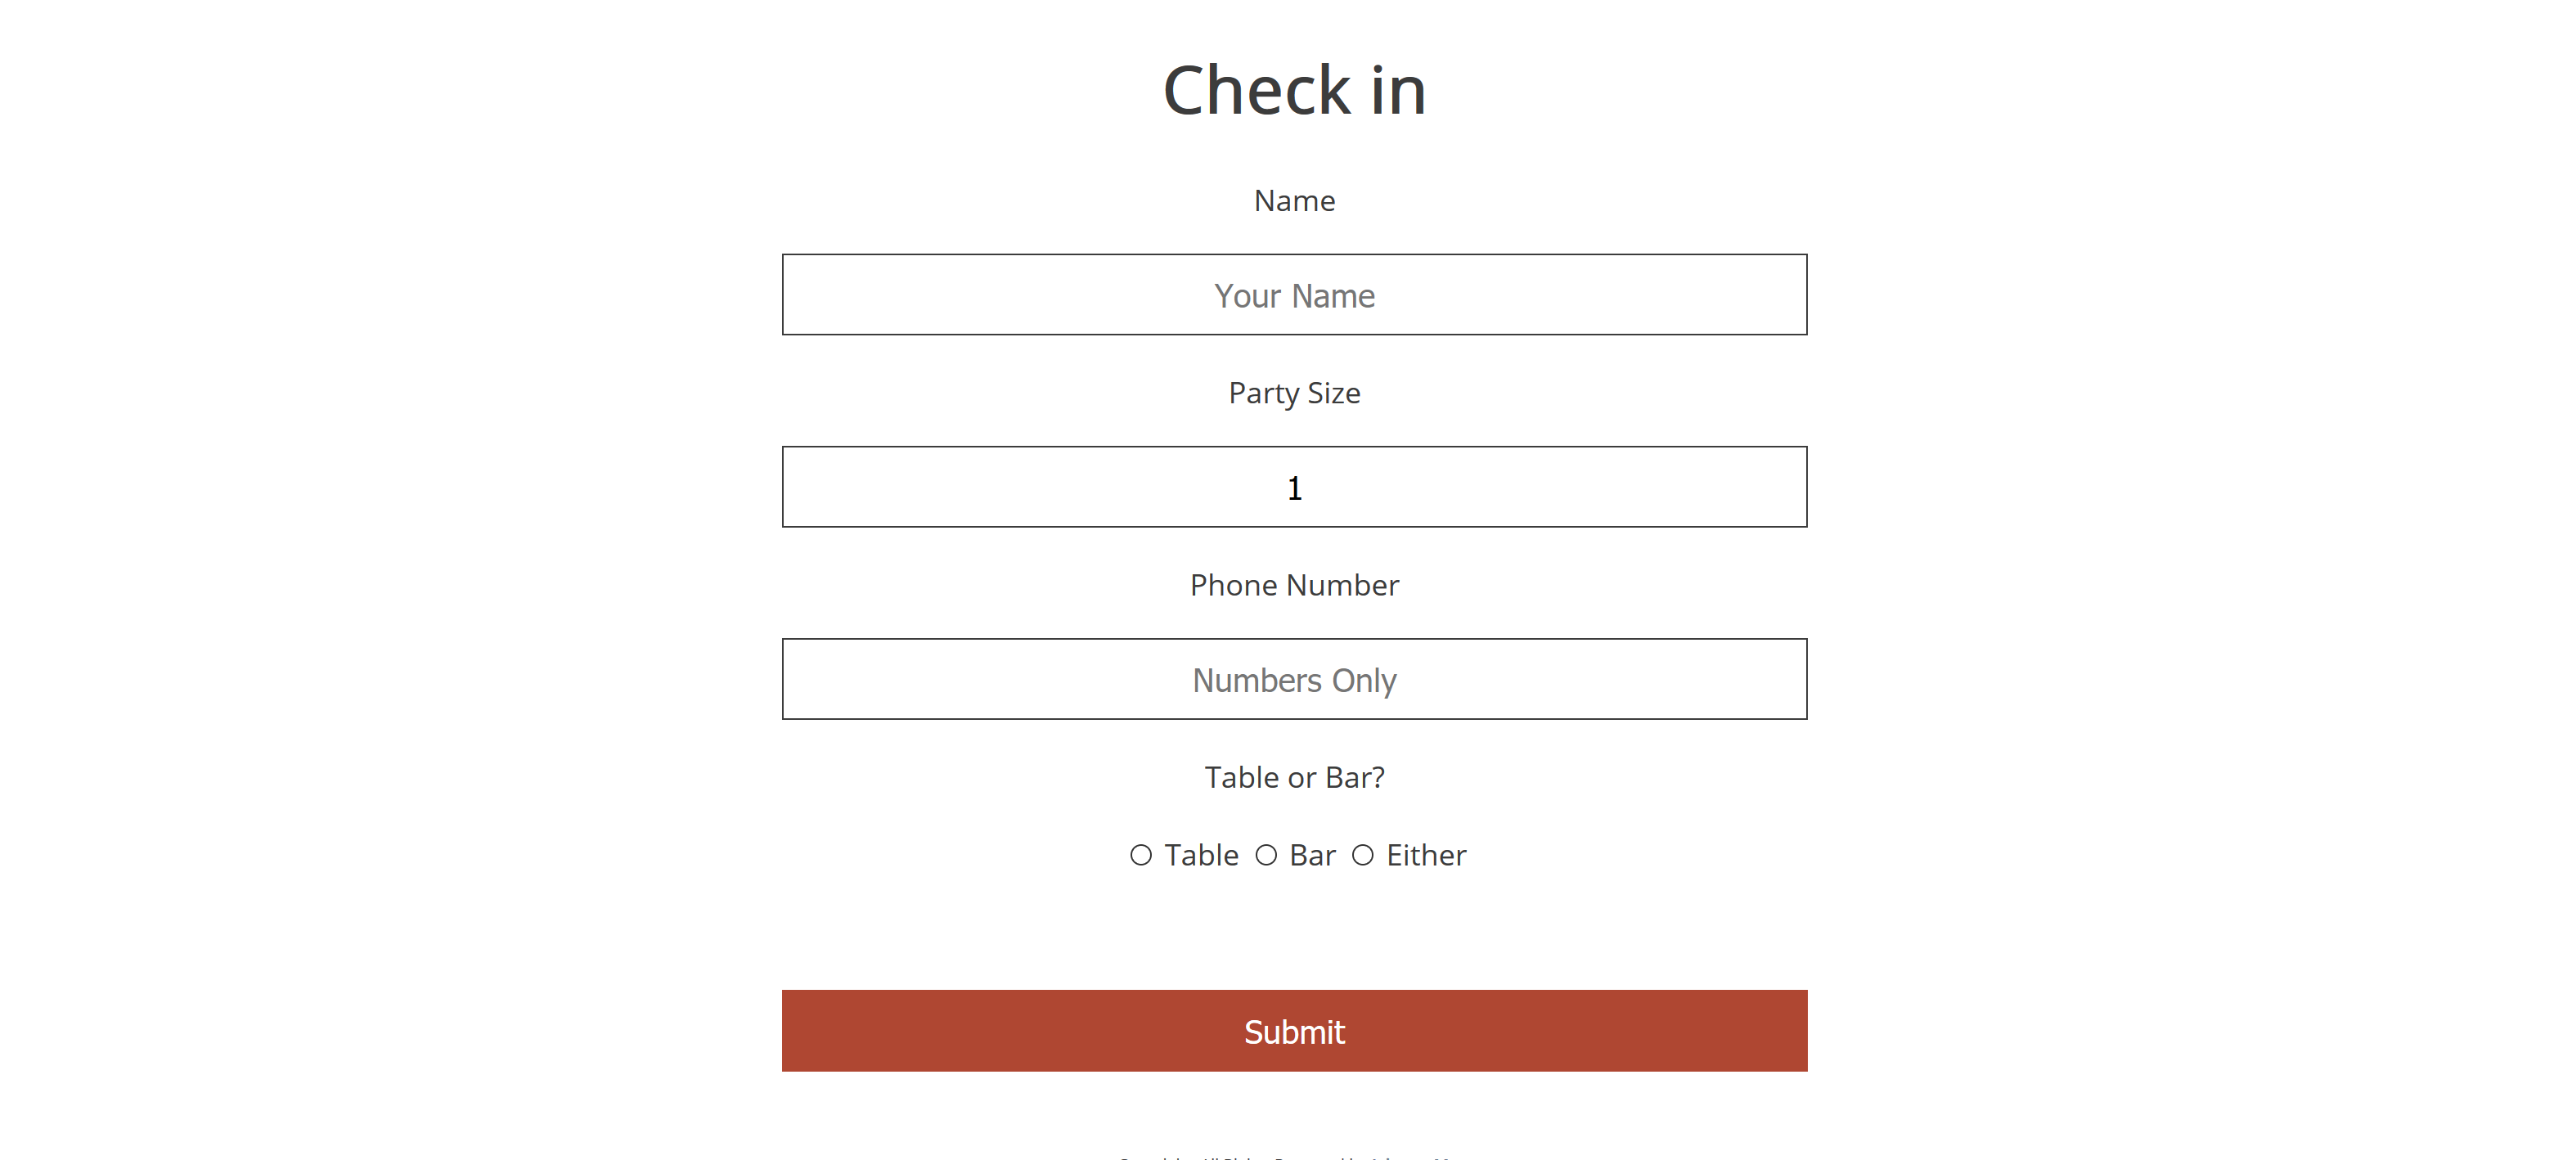 Check in
Name
Your Name
Party Size
1
Phone Number
Numbers Only
Table or Bar?
Table Bar Either
Submit